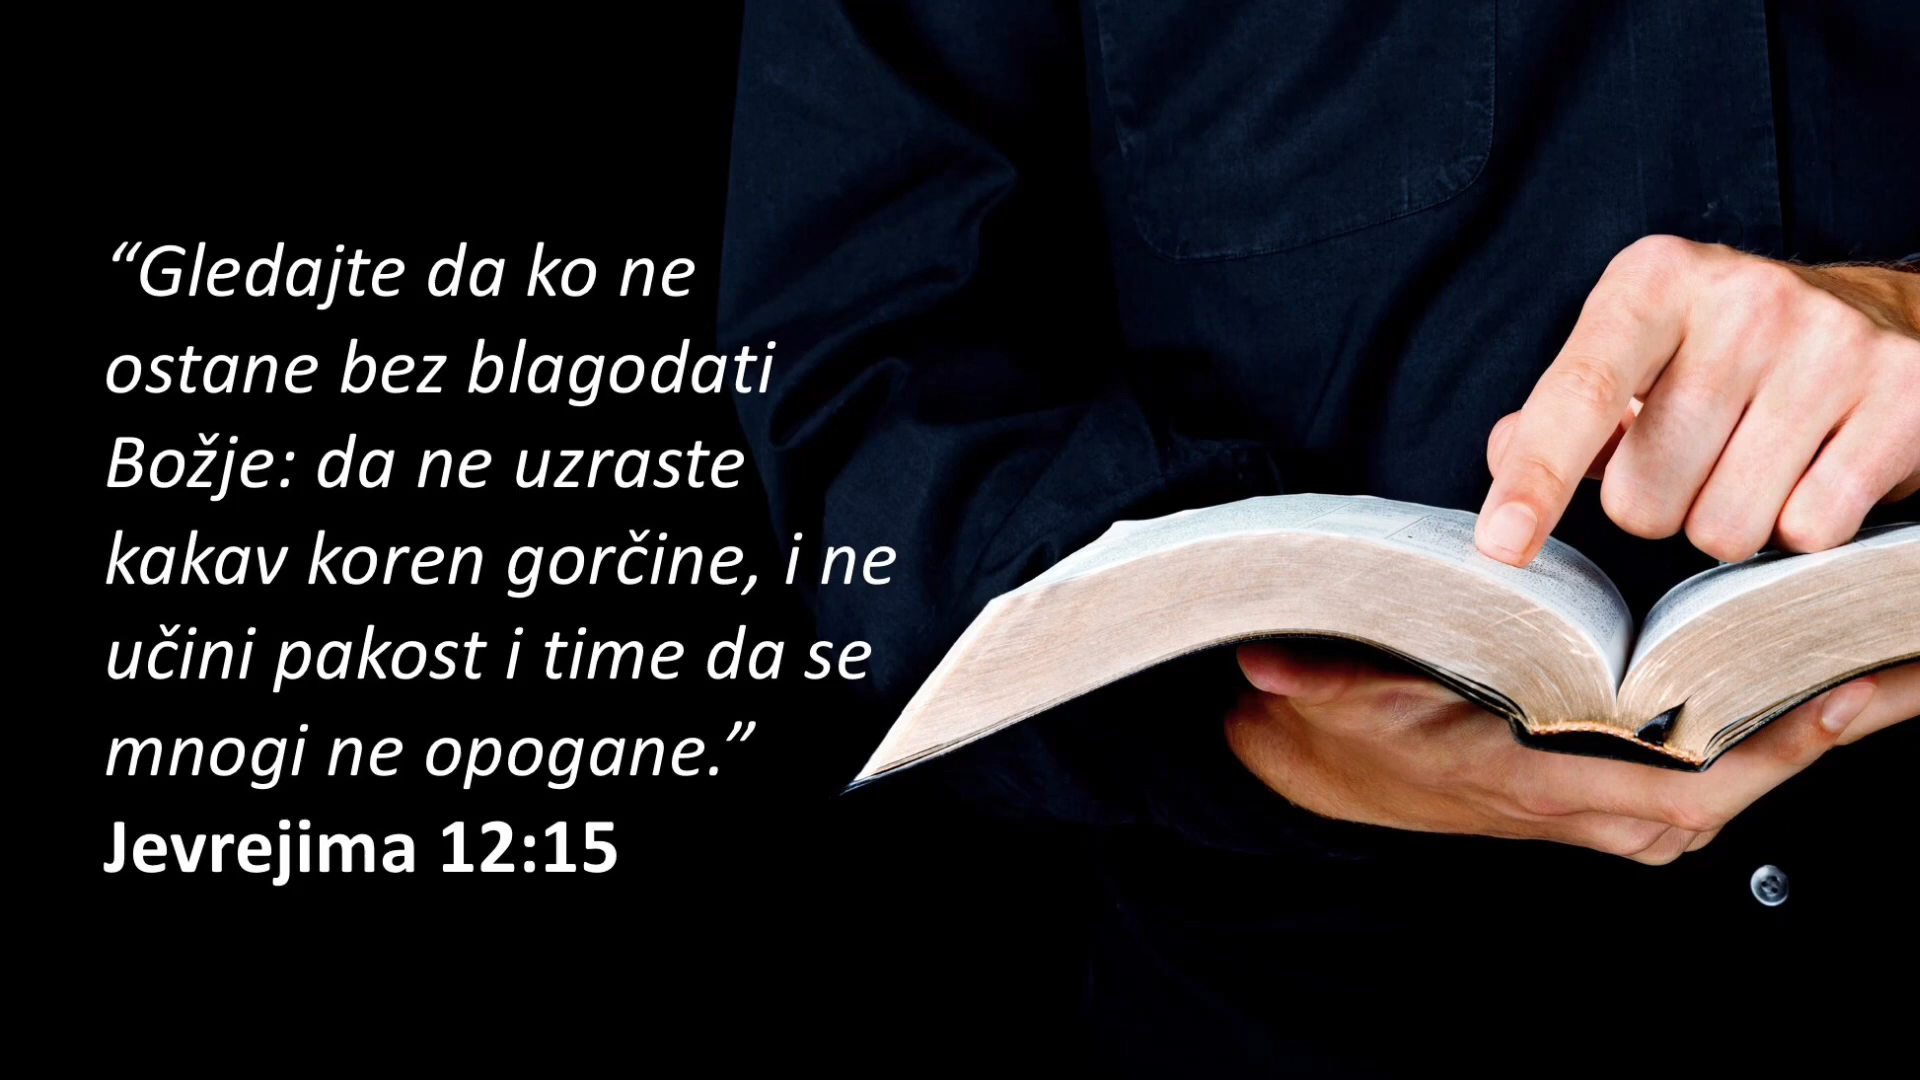 “Gledajte da ko ne
ostane bez blagodati
Božje: da ne uzraste
kakav koren gorčine, i ne
učini pakost i time da se
mnogi ne opogane.”
Jevrejima 12:15